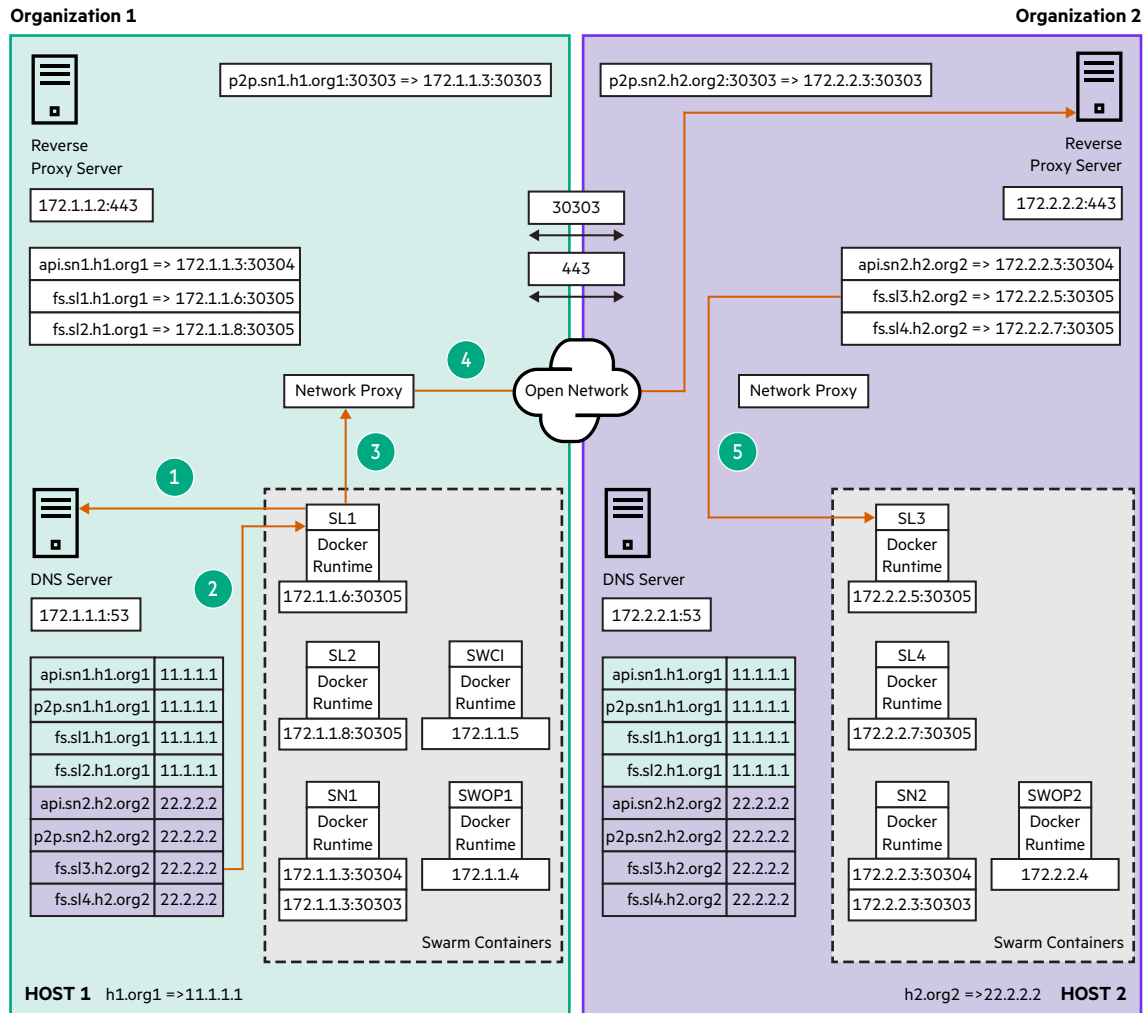 Organization 1
Organization 2
p2p.sn1.h1.org1:30303 => 172.1.1.3:30303
p2p.sn2.h2.org2:30303 => 172.2.2.3:30303
Reverse
Proxy Server
172.1.1.2:443
Reverse
Proxy Server
172.2.2.2:443
30303
443
api.sn1.h1.org1 => 172.1.1.3:30304
fs.sl1.h1.org1 => 172.1.1.6:30305
fs.sl2.h1.org1 => 172.1.1.8:30305
api.sn2.h2.org2 => 172.2.2.3:30304
fs.sl3.h2.org2 => 172.2.2.5:30305
fs.sl4.h2.org2 => 172.2.2.7:30305
4
Network Proxy
Open Network
Network Proxy
3
5
1
2
DNS Server
172.1.1.1:53
SL1
Docker
Runtime
172.1.1.6:30305
DNS Server
172.2.2.1:53
SL3
Docker
Runtime
172.2.2.5:30305
api.sn1.h1.org1 11.1.1.1
p2p.sn1.h1.org1 11.1.1.1
fs.sl1.h1.org1 11.1.1.1
fs.sl2.h1.org1 11.1.1.1
api.sn2.h2.org2 22.2.2.2
p2p.sn2.h2.org2 22.2.2.2
fs.sl3.h2.org2 22.2.2.2
fs.sl4.h2.org2 22.2.2.2
SL2
Docker
Runtime
172.1.1.8:30305
SWCI
Docker
Runtime
172.1.1.5
SN1
Docker
Runtime
172.1.1.3:30304
172.1.1.3:30303
SWOP1
Docker
Runtime
172.1.1.4
Swarm Containers
api.sn1.h1.org1 11.1.1.1
p2p.sn1.h1.org1 11.1.1.1
fs.sl1.h1.org1 11.1.1.1
fs.sl2.h1.org1 11.1.1.1
api.sn2.h2.org2 22.2.2.2
p2p.sn2.h2.org2 22.2.2.2
fs.sl3.h2.org2 22.2.2.2
fs.sl4.h2.org2 22.2.2.2
SL4
Docker
Runtime
172.2.2.7:30305
SN2
Docker
Runtime
172.2.2.3:30304
172.2.2.3:30303
SWOP2
Docker
Runtime
172.2.2.4
Swarm Containers
HOST 1 h1.org1 =>11.1.1.1
h2.org2 =>22.2.2.2 HOST 2